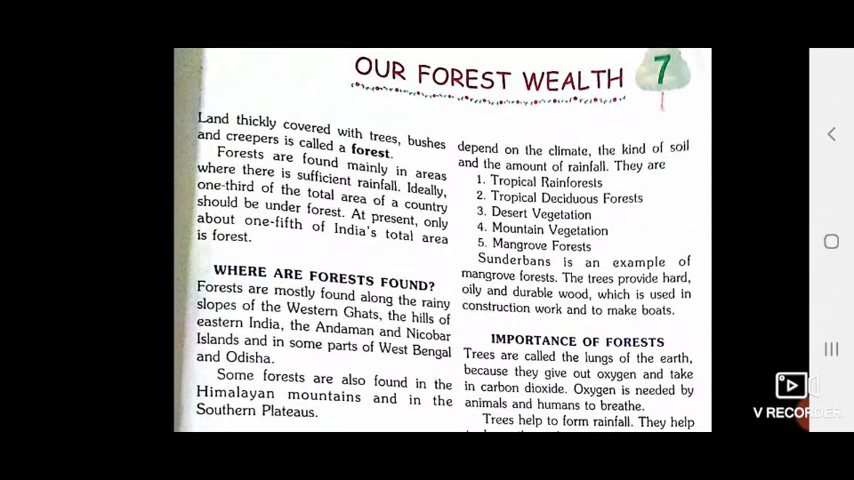 OUR FOREST WEALTH
7
Land thickly covered with trees, bushes
and creepers is called a forest.
Forests are found mainly in areas
where there is sufficient rainfall. Ideally,
one-third of the total area of a country
should be under forest. At present, only
about one-fifth of India's total area
is forest.
WHERE ARE FORESTS FOUND?
Forests are mostly found along the rainy
slopes of the Western Ghats, the hills of
eastern India, the Andaman and Nicobar
Islands and in some parts of West Bengal
and Odisha.
Some forests are also found in the
Himalayan mountains and in the
Southern Plateaus.
depend on the climate, the kind of soil
and the amount of rainfall. They are
1. Tropical Rainforests
2. Tropical Deciduous Forests
3. Desert Vegetation
4. Mountain Vegetation
5. Mangrove Forests
Sunderbans is an example of
mangrove forests. The trees provide hard,
oily and durable wood, which is used in
construction work and to make boats.
IMPORTANCE OF FORESTS
Trees are called the lungs of the earth,
because they give out oxygen and take
in carbon dioxide. Oxygen is needed by
animals and humans to breathe.
Trees help to form rainfall. They help
V RECORDER